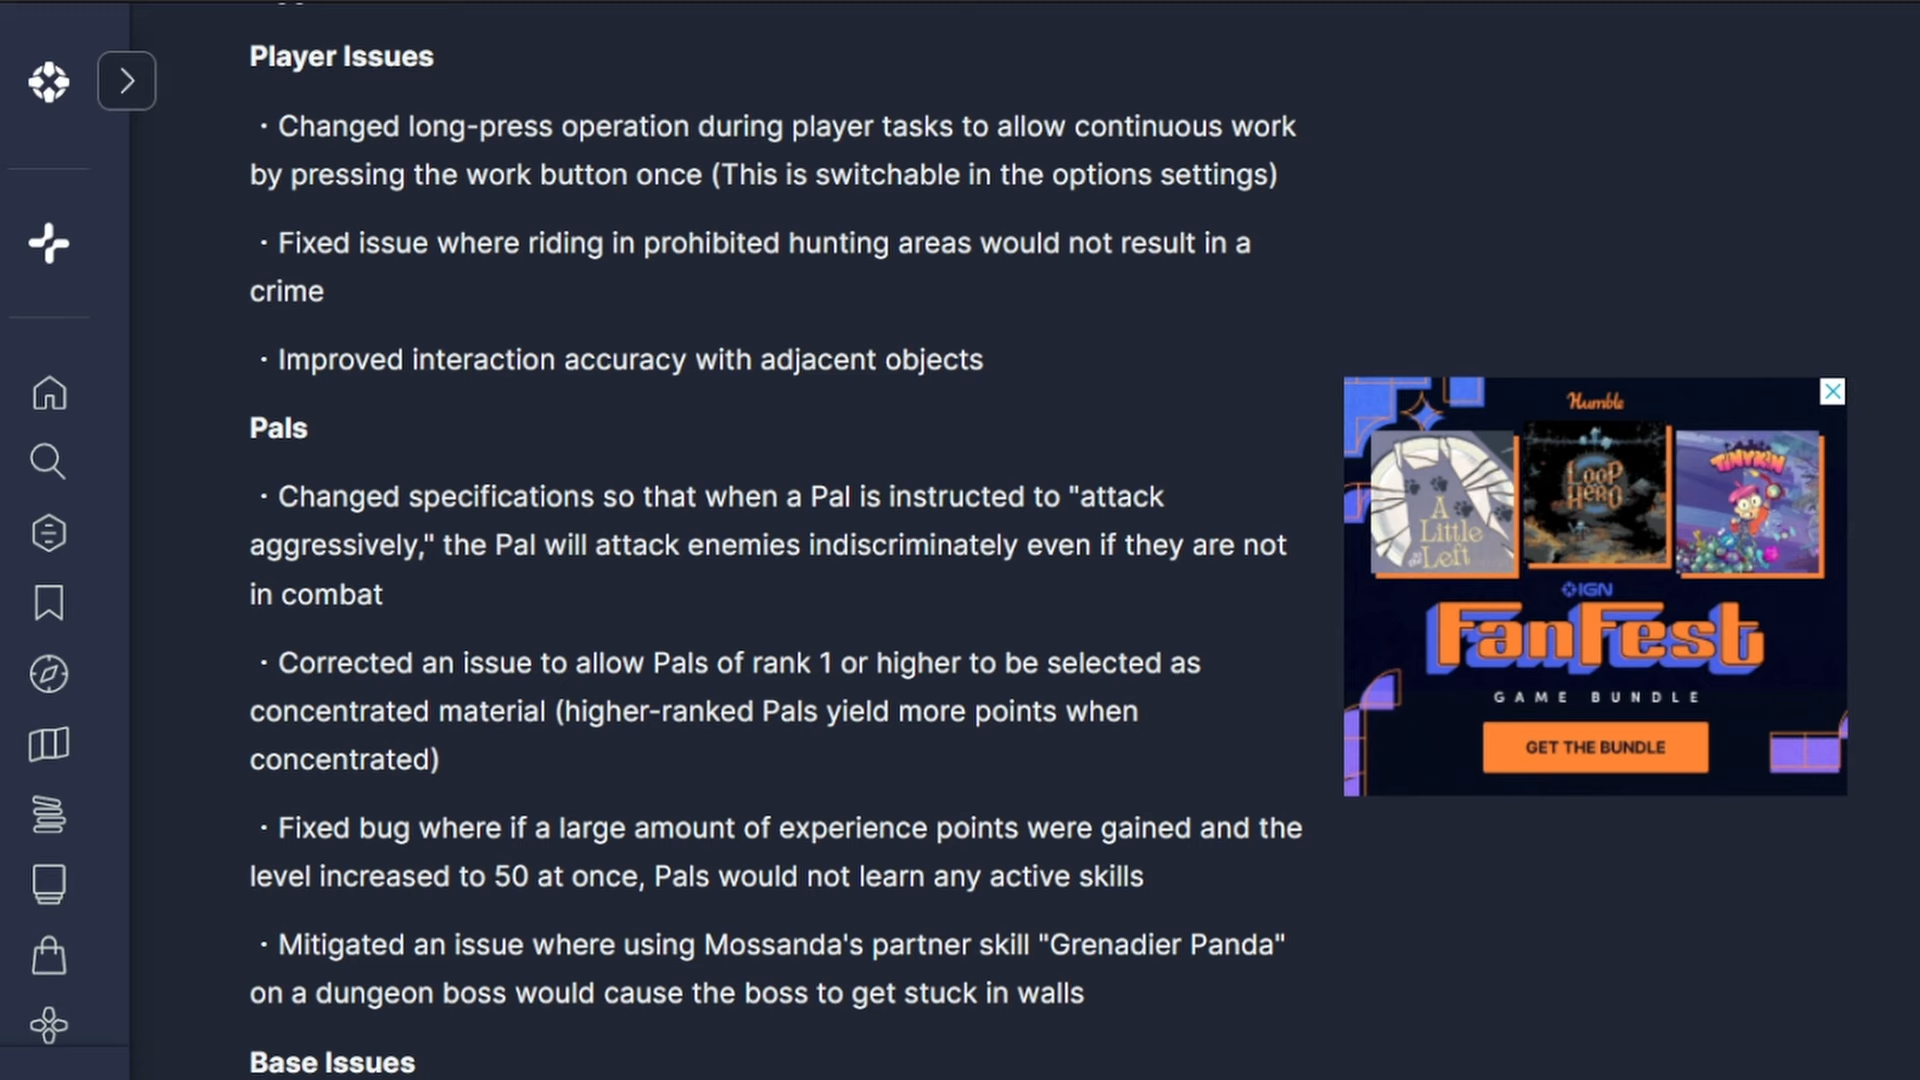 Player Issues
・Changed long-press operation during player tasks to allow continuous work
by pressing the work button once (This is switchable in the options settings)
・Fixed issue where riding in prohibited hunting areas would not result in a
crime
・Improved interaction accuracy with adjacent objects
Pals
・Changed specifications so that when a Pal is instructed to "attack
aggressively," the Pal will attack enemies indiscriminately even if they are not
in combat
・Corrected an issue to allow Pals of rank 1 or higher to be selected as
concentrated material (higher-ranked Pals yield more points when
concentrated)
・Fixed bug where if a large amount of experience points were gained and the
level increased to 50 at once, Pals would not learn any active skills
・Mitigated an issue where using Mossanda's partner skill "Grenadier Panda"
on a dungeon boss would cause the boss to get stuck in walls
Base Issues
Humble
A
Little
to the
Left
LOOP
HERO
TINYKIN
IGN
FanFest
GAME BUNDLE
GET THE BUNDLE